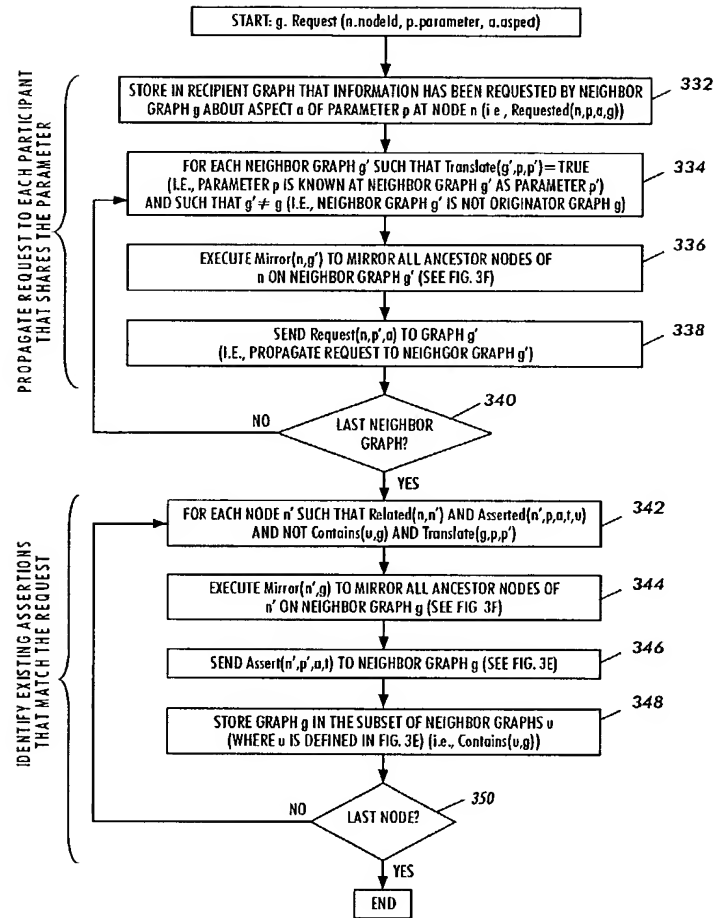 START: g. Request (n.nodeId, p.parameter, a.aspect)
STORE IN RECIPIENT GRAPH THAT INFORMATION HAS BEEN REQUESTED BY NEIGHBOR
GRAPH g ABOUT ASPECT a OF PARAMETER p AT NODE n (i e, Requested(n,p,a,g))
332
FOR EACH NEIGHBOR GRAPH g' SUCH THAT Translate(g',p,p')=TRUE
(I.E., PARAMETER p IS KNOWN AT NEIGHBOR GRAPH g' AS PARAMETER p')
AND SUCH THAT g'≠ g (I.E., NEIGHBOR GRAPH g' IS NOT ORIGINATOR GRAPH g)
334
EXECUTE Mirror(n,g') TO MIRROR ALL ANCESTOR NODES OF
n ON NEIGHBOR GRAPH g' (SEE FIG. 3F)
336
SEND Request(n,p',a) TO GRAPH g'
(I.E., PROPAGATE REQUEST TO NEIGHGOR GRAPH g')
338
PROPAGATE REQUEST TO EACH PARTICIPANT
THAT SHARES THE PARAMETER
340
LAST NEIGHBOR
GRAPH?
NO
YES
FOR EACH NODE n' SUCH THAT Related(n,n') AND Asserted(n',p,a,t,u)
AND NOT Contains(u,g) AND Translate(g,p,p')
342
EXECUTE Mirror(n',g) TO MIRROR ALL ANCESTOR NODES OF
n' ON NEIGHBOR GRAPH g (SEE FIG 3F)
344
SEND Assert(n',p',a,t) TO NEIGHBOR GRAPH g (SEE FIG. 3E)
346
STORE GRAPH g IN THE SUBSET OF NEIGHBOR GRAPHS u
(WHERE u IS DEFINED IN FIG. 3E) (i.e., Contains(u,g))
348
IDENTIFY EXISTING ASSERTIONS
THAT MATCH THE REQUEST
350
LAST NODE?
NO
YES
END